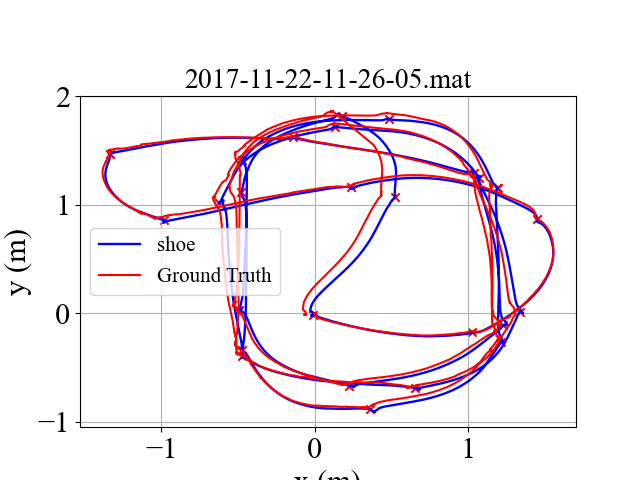 2017-11-22-11-26-05.mat
y (m)
2
1
0
−1
shoe
Ground Truth
−1
0
1
x (m)